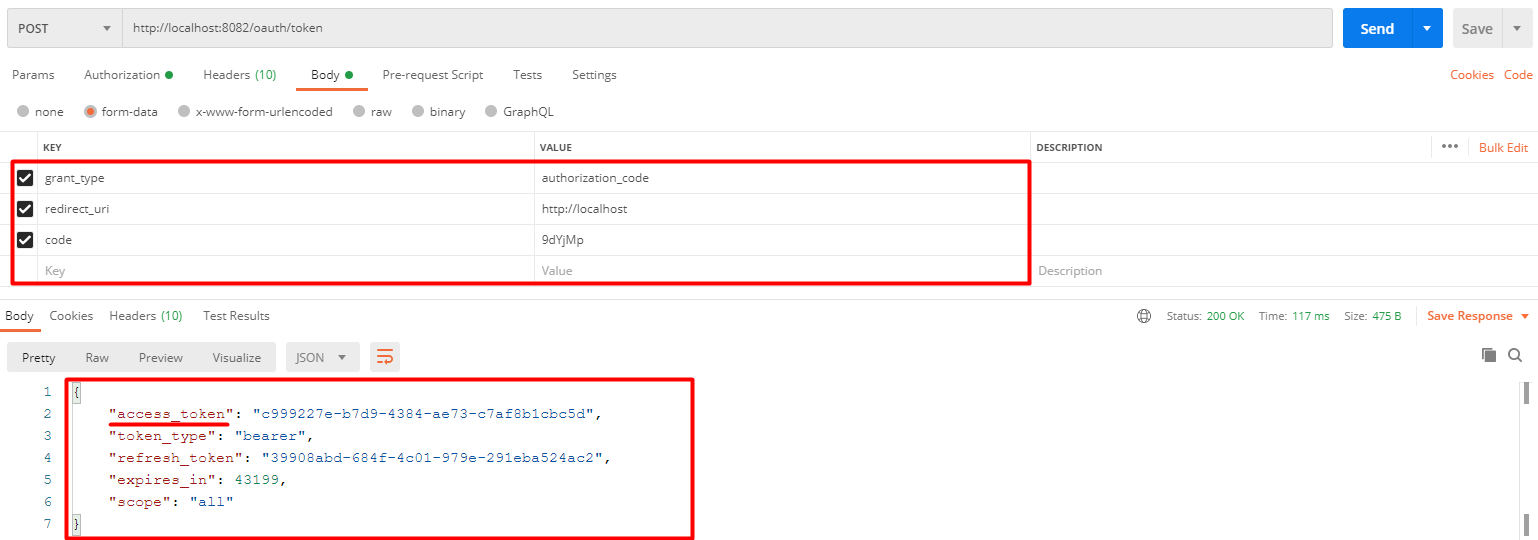 POST http://localhost:8082/oauth/token Send Save
Params Authorization Headers (10) Body Pre-request Script Tests Settings Cookies Code
none form-data x-www-form-urlencoded raw binary GraphQL
KEY VALUE DESCRIPTION ••• Bulk Edit
grant_type authorization_code
redirect_uri http://localhost
code 9dYjMp
Key Value Description
Body Cookies Headers (10) Test Results Status: 200 OK Time: 117 ms Size: 475 B Save Response
Pretty Raw Preview Visualize JSON
1 {
2 "access_token": "c999227e-b7d9-4384-ae73-c7af8b1cbc5d",
3 "token_type": "bearer",
4 "refresh_token": "39908abd-684f-4c01-979e-291eba524ac2",
5 "expires_in": 43199,
6 "scope": "all"
7 }